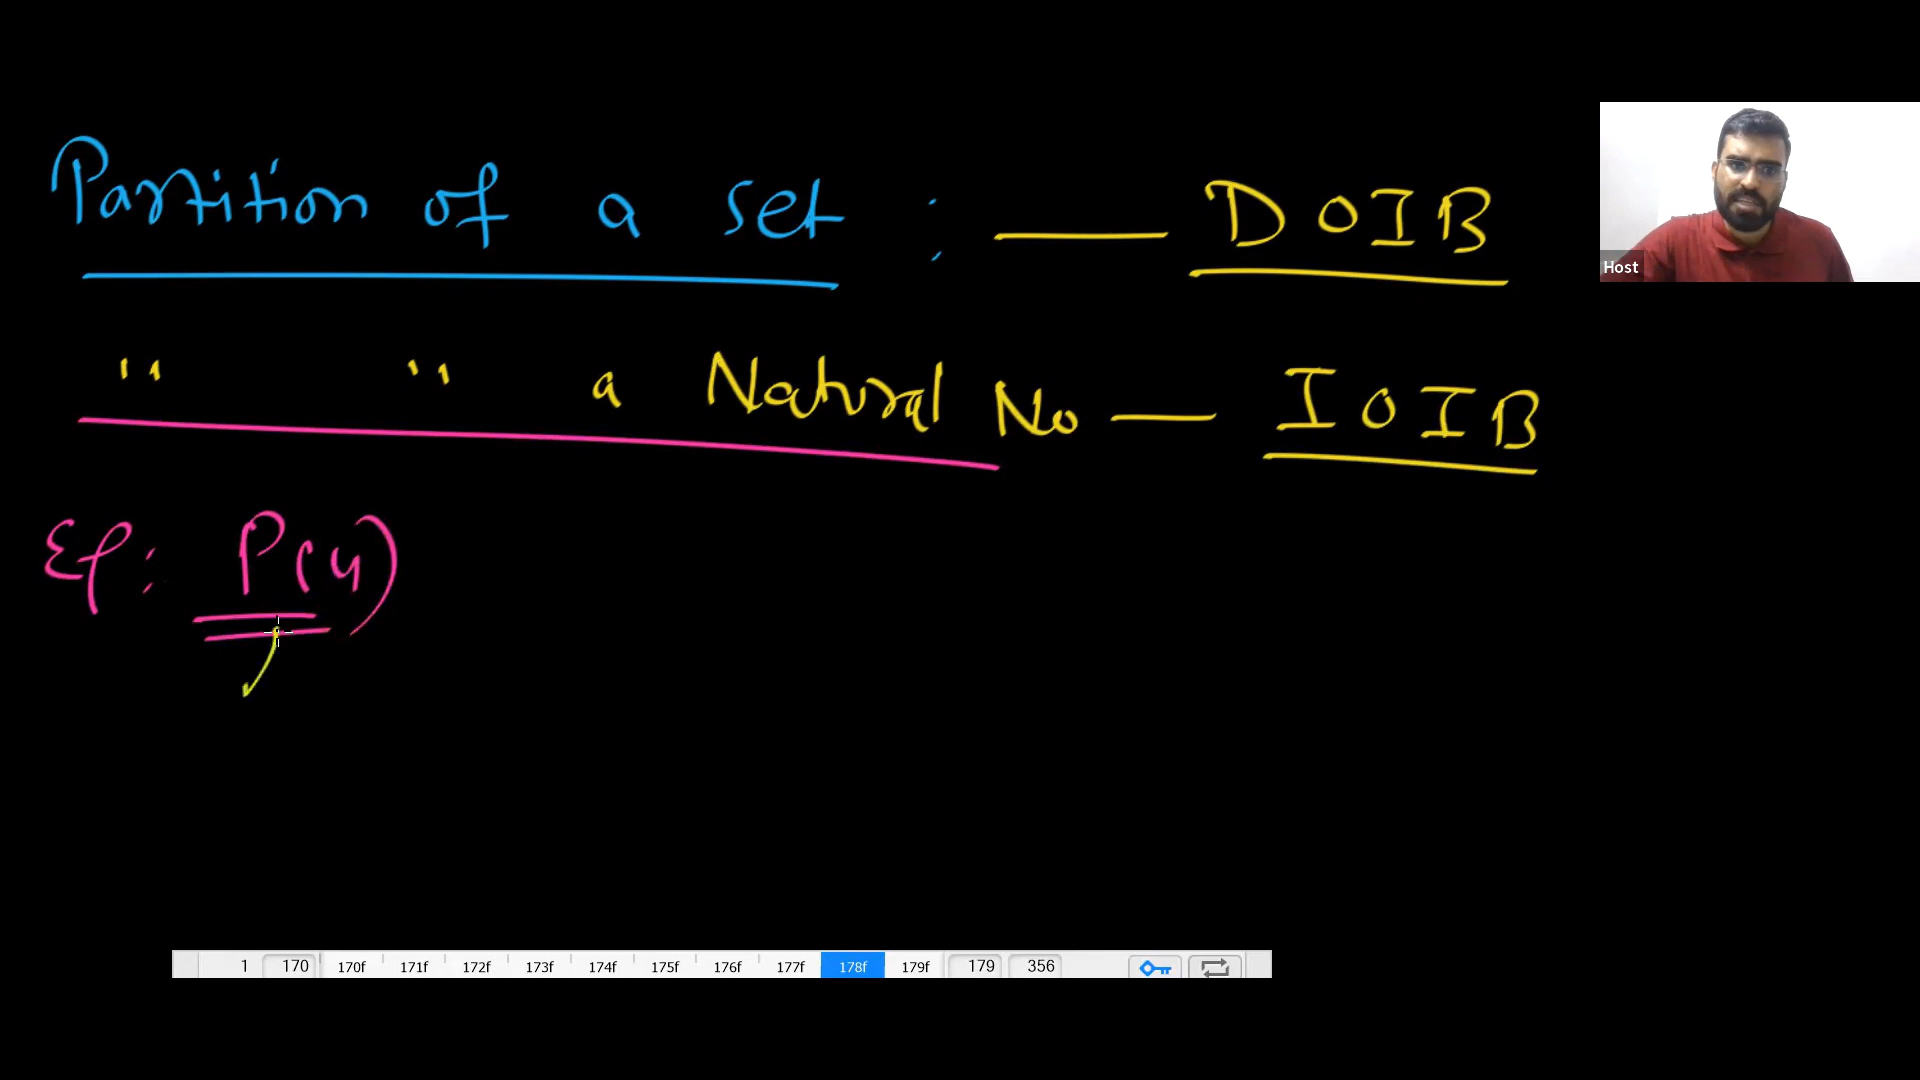 Partition of a set : — DOIB
" " a Natural No — IOIB
Host
Ex: P(4)
1 170 170f 171f 172f 173f 174f 175f 176f 177f 178f 179f 179 356